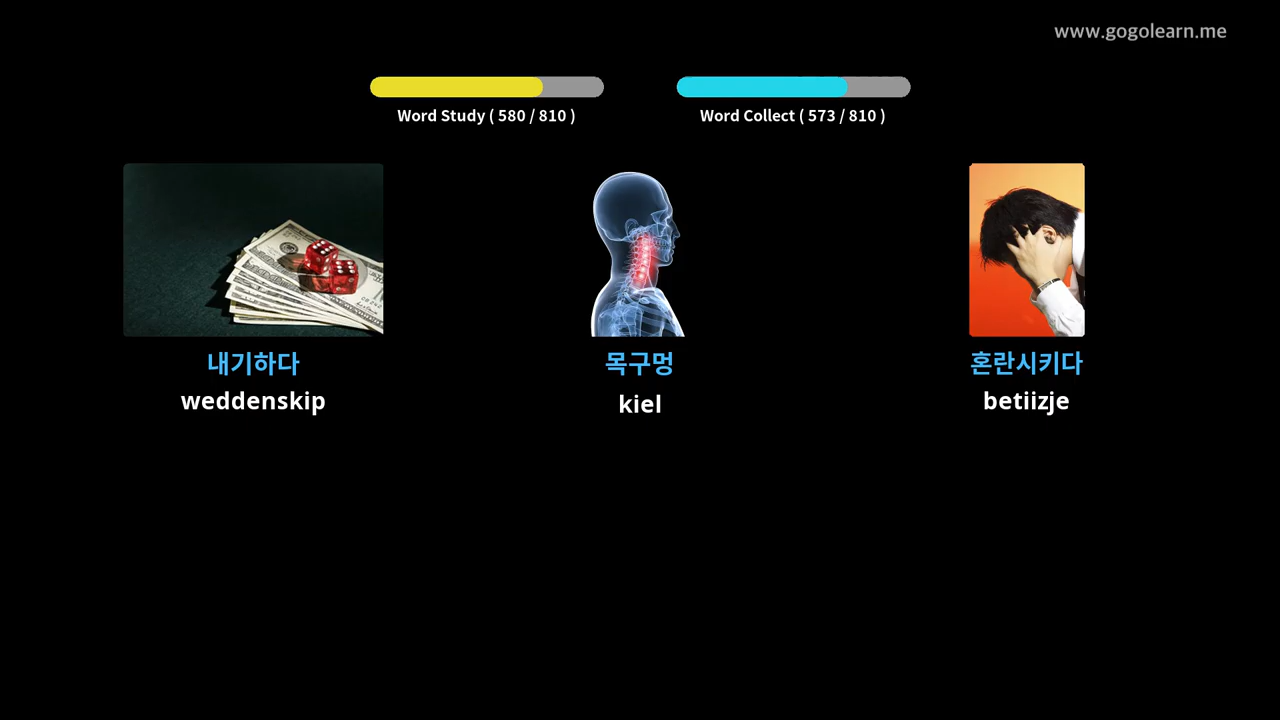 www.gogolearn.me
Word Study ( 580 / 810 )
Word Collect ( 573 / 810 )
내기하다
weddenskip
목구멍
kiel
혼란시키다
betiizje